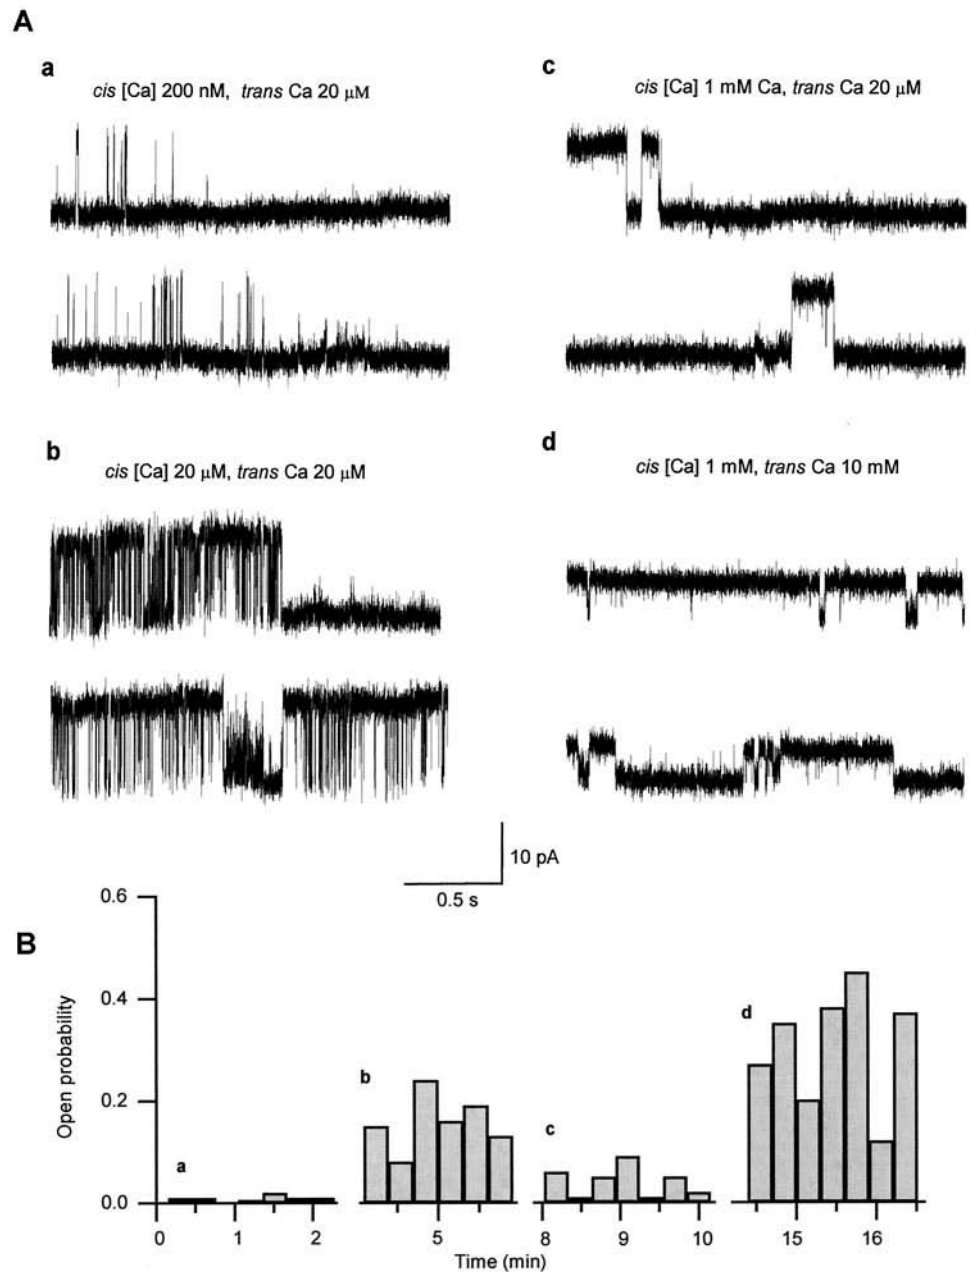 A
a
cis [Ca] 200 nM, trans Ca 20 µM
c
cis [Ca] 1 mM Ca, trans Ca 20 µM
b
cis [Ca] 20 µM, trans Ca 20 µM
d
cis [Ca] 1 mM, trans Ca 10 mM
10 pA
0.5 s
B
Open probability
0.6
0.4
0.2
0.0
a
b
c
d
0 1 2 5 8 9 10 15 16
Time (min)